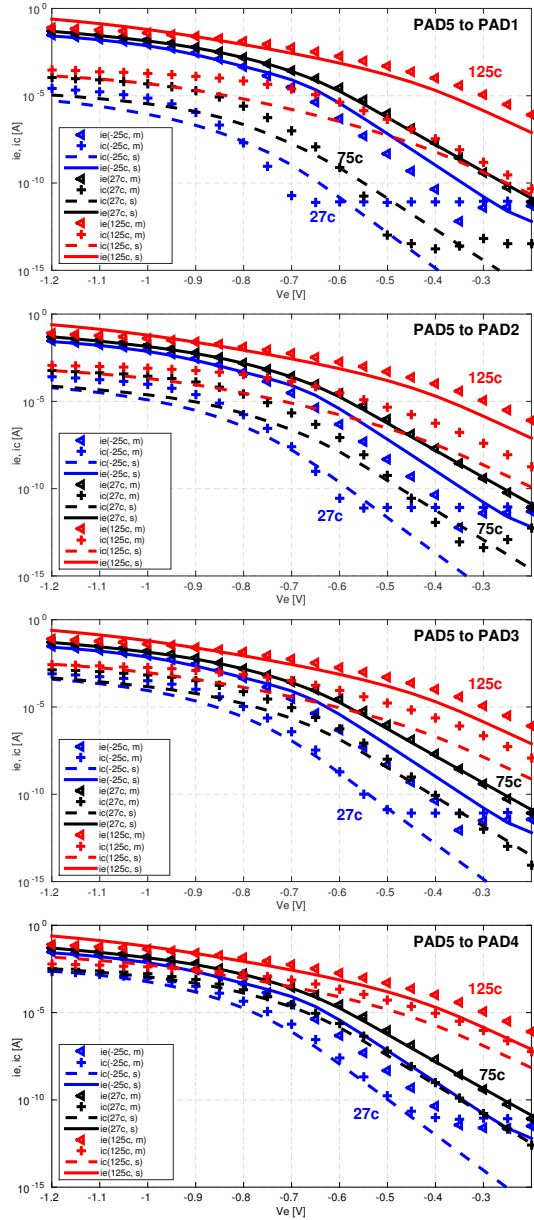 PAD5 to PAD1
10^0
10^-5
10^-10
10^-15
ie, ic [A]
125c
75c
27c
ie(-25c, m)
ic(-25c, m)
ic(-25c, s)
ie(-25c, s)
ie(27c, m)
ic(27c, m)
ic(27c, s)
ie(27c, s)
ie(125c, m)
ic(125c, m)
ic(125c, s)
ie(125c, s)
-1.2 -1.1 -1 -0.9 -0.8 -0.7 -0.6 -0.5 -0.4 -0.3
Ve [V]
PAD5 to PAD2
10^0
10^-5
10^-10
10^-15
ie, ic [A]
125c
75c
27c
ie(-25c, m)
ic(-25c, m)
ic(-25c, s)
ie(-25c, s)
ie(27c, m)
ic(27c, m)
ic(27c, s)
ie(27c, s)
ie(125c, m)
ic(125c, m)
ic(125c, s)
ie(125c, s)
-1.2 -1.1 -1 -0.9 -0.8 -0.7 -0.6 -0.5 -0.4 -0.3
Ve [V]
PAD5 to PAD3
10^0
10^-5
10^-10
10^-15
ie, ic [A]
125c
75c
27c
ie(-25c, m)
ic(-25c, m)
ic(-25c, s)
ie(-25c, s)
ie(27c, m)
ic(27c, m)
ic(27c, s)
ie(27c, s)
ie(125c, m)
ic(125c, m)
ic(125c, s)
ie(125c, s)
-1.2 -1.1 -1 -0.9 -0.8 -0.7 -0.6 -0.5 -0.4 -0.3
Ve [V]
PAD5 to PAD4
10^0
10^-5
10^-10
10^-15
ie, ic [A]
125c
75c
27c
ie(-25c, m)
ic(-25c, m)
ic(-25c, s)
ie(-25c, s)
ie(27c, m)
ic(27c, m)
ic(27c, s)
ie(27c, s)
ie(125c, m)
ic(125c, m)
ic(125c, s)
ie(125c, s)
-1.2 -1.1 -1 -0.9 -0.8 -0.7 -0.6 -0.5 -0.4 -0.3
Ve [V]